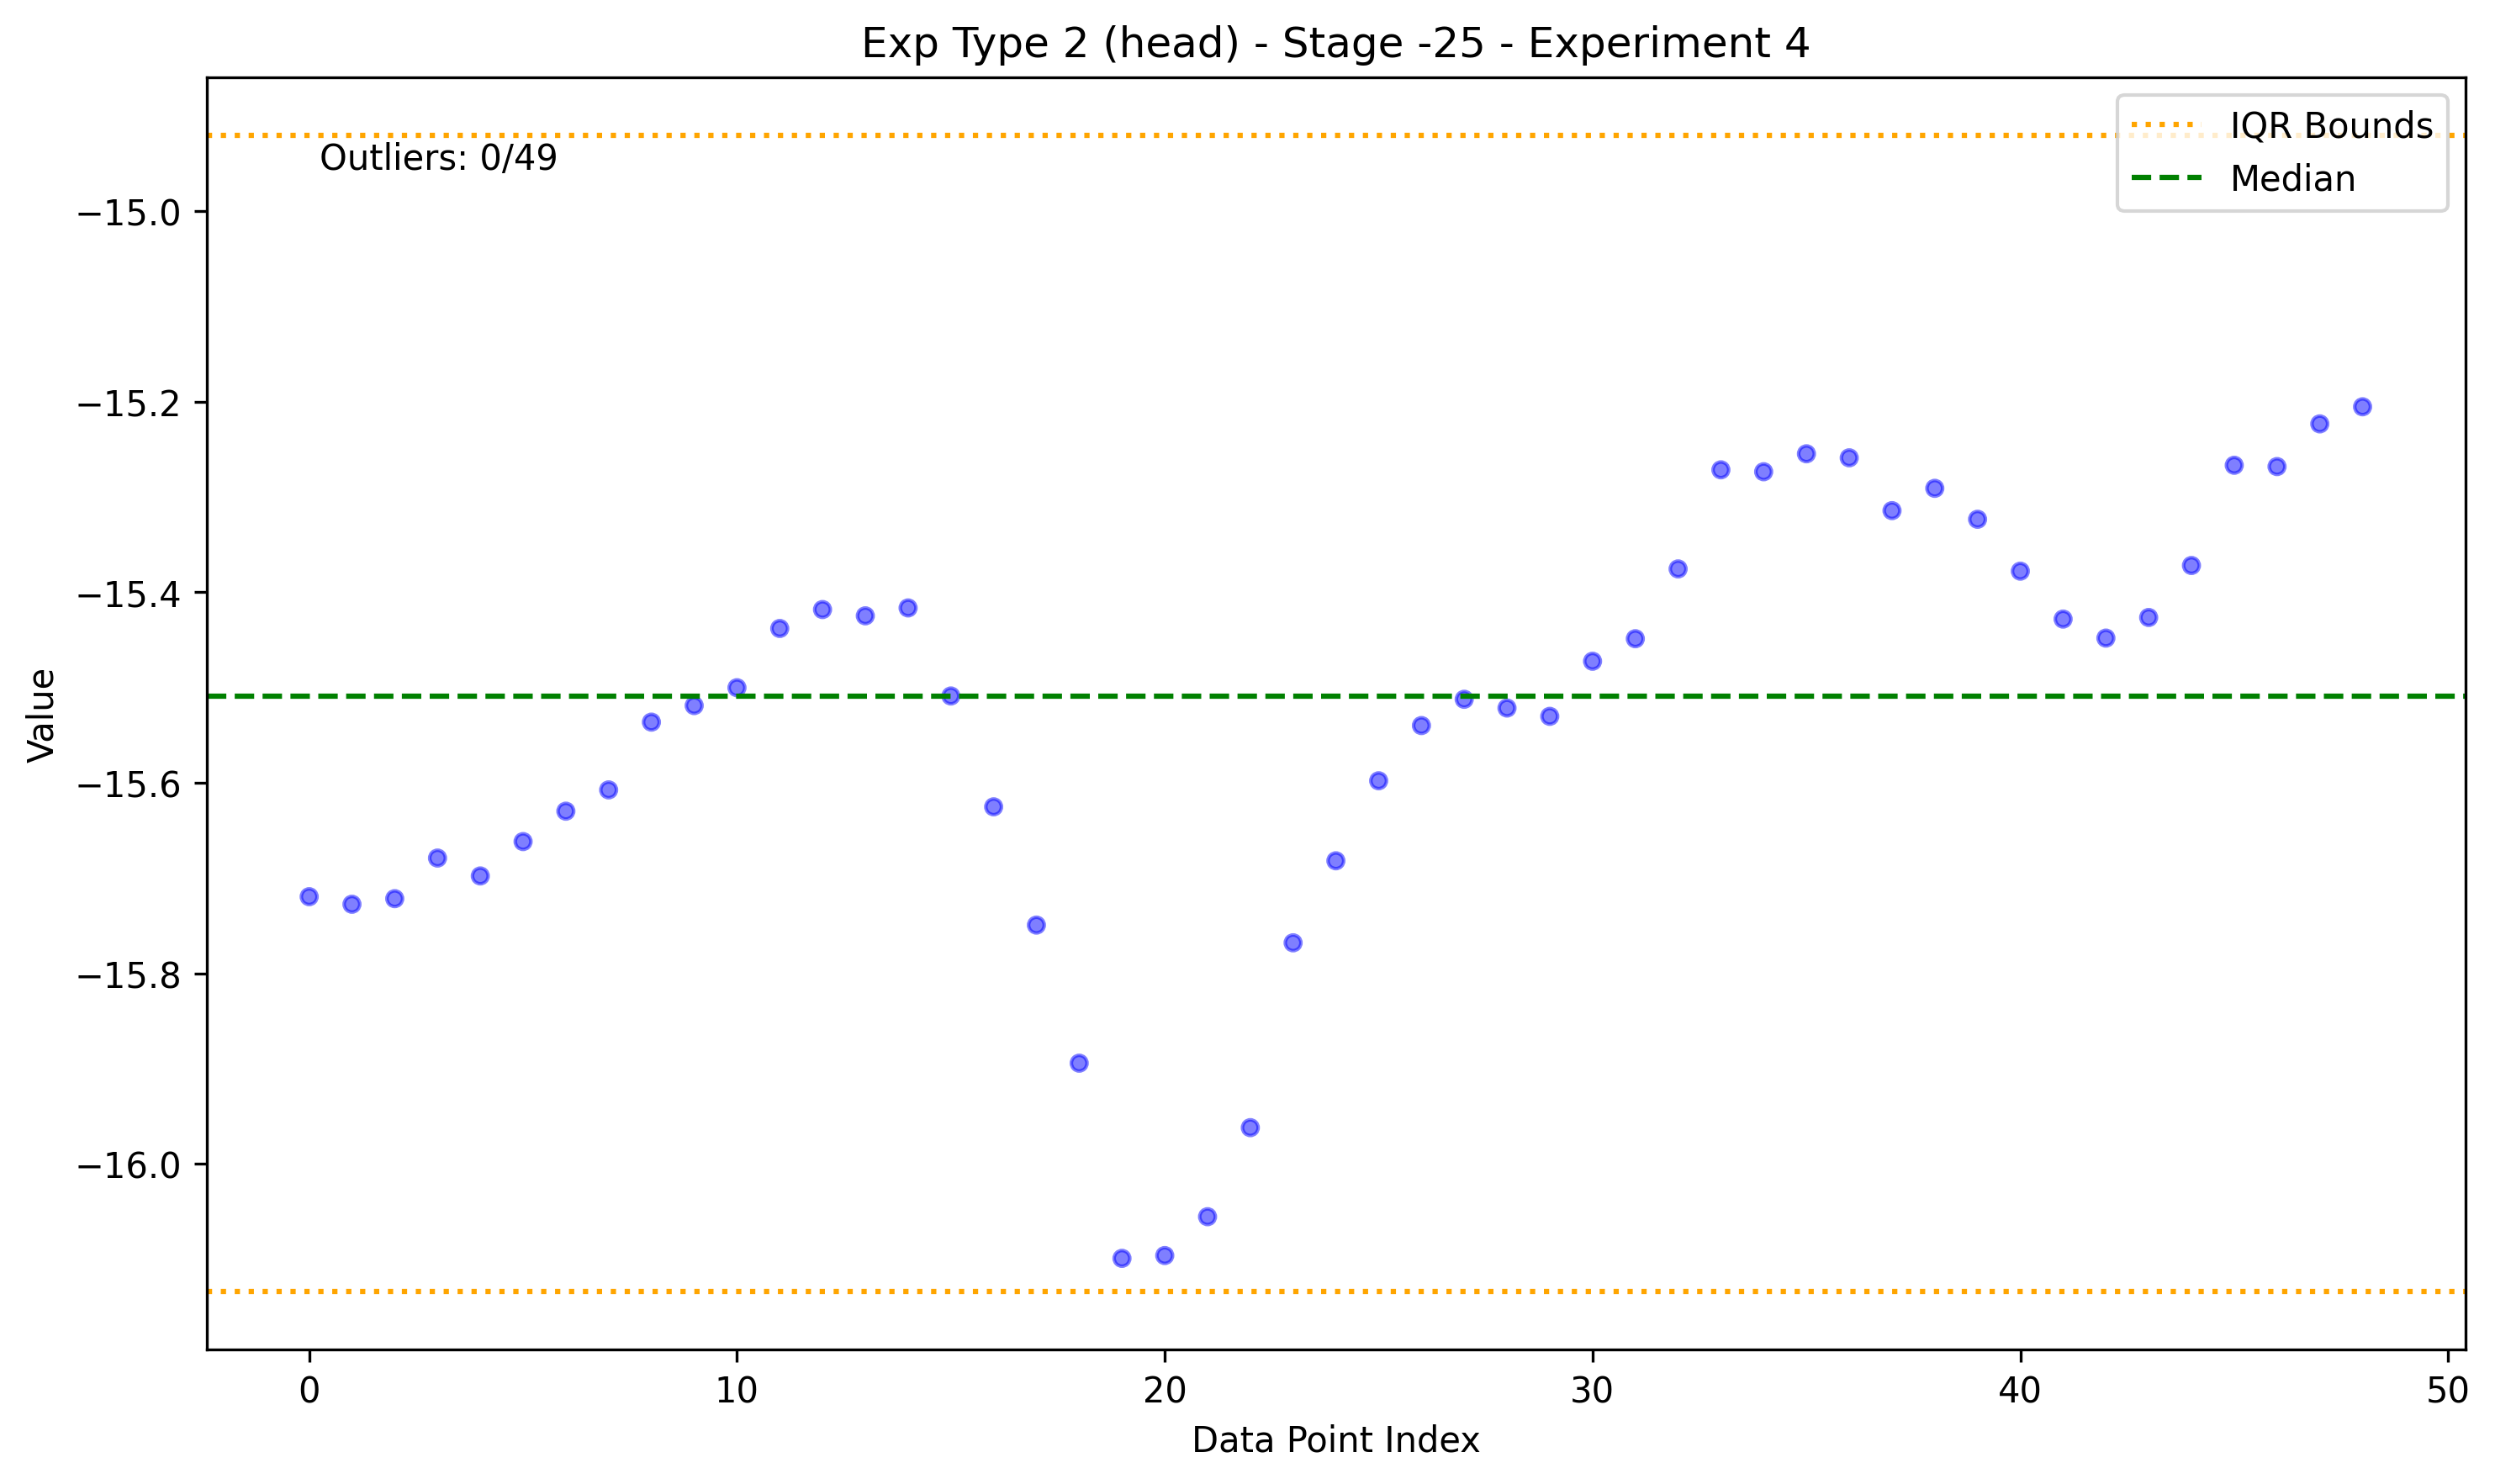 Exp Type 2 (head) - Stage -25 - Experiment 4
IQR Bounds
Median
Outliers: 0/49
−15.0
−15.2
−15.4
−15.6
−15.8
−16.0
Value
0 10 20 30 40 50
Data Point Index